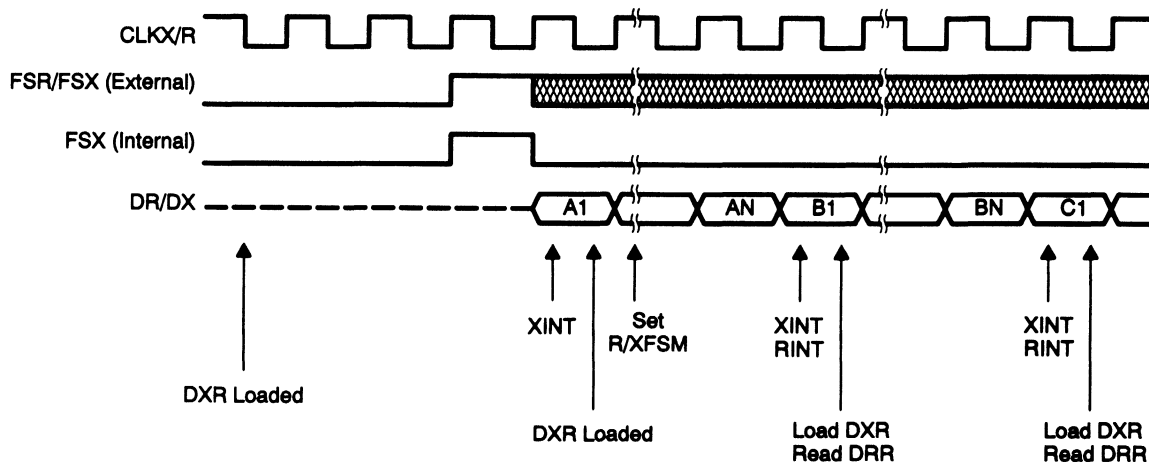 CLKX/R
FSR/FSX (External)
FSX (Internal)
DR/DX
A1
AN
B1
BN
C1
XINT
Set
R/XFSM
XINT
RINT
XINT
RINT
DXR Loaded
DXR Loaded
Load DXR
Read DRR
Load DXR
Read DRR